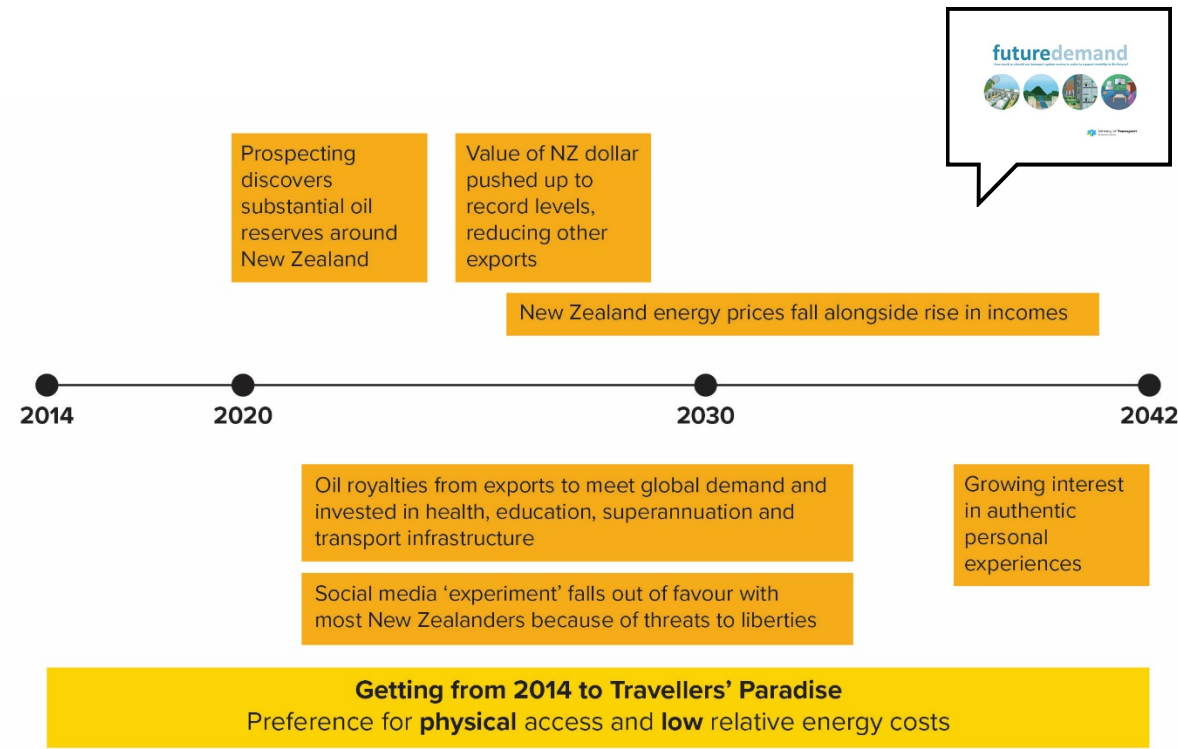 futuredemand
Prospecting
discovers
substantial oil
reserves around
New Zealand
Value of NZ dollar
pushed up to
record levels,
reducing other
exports
New Zealand energy prices fall alongside rise in incomes
2014
2020
2030
2042
Oil royalties from exports to meet global demand and
invested in health, education, superannuation and
transport infrastructure
Social media ‘experiment’ falls out of favour with
most New Zealanders because of threats to liberties
Growing interest
in authentic
personal
experiences
Getting from 2014 to Travellers’ Paradise
Preference for physical access and low relative energy costs
Ministry of Transport